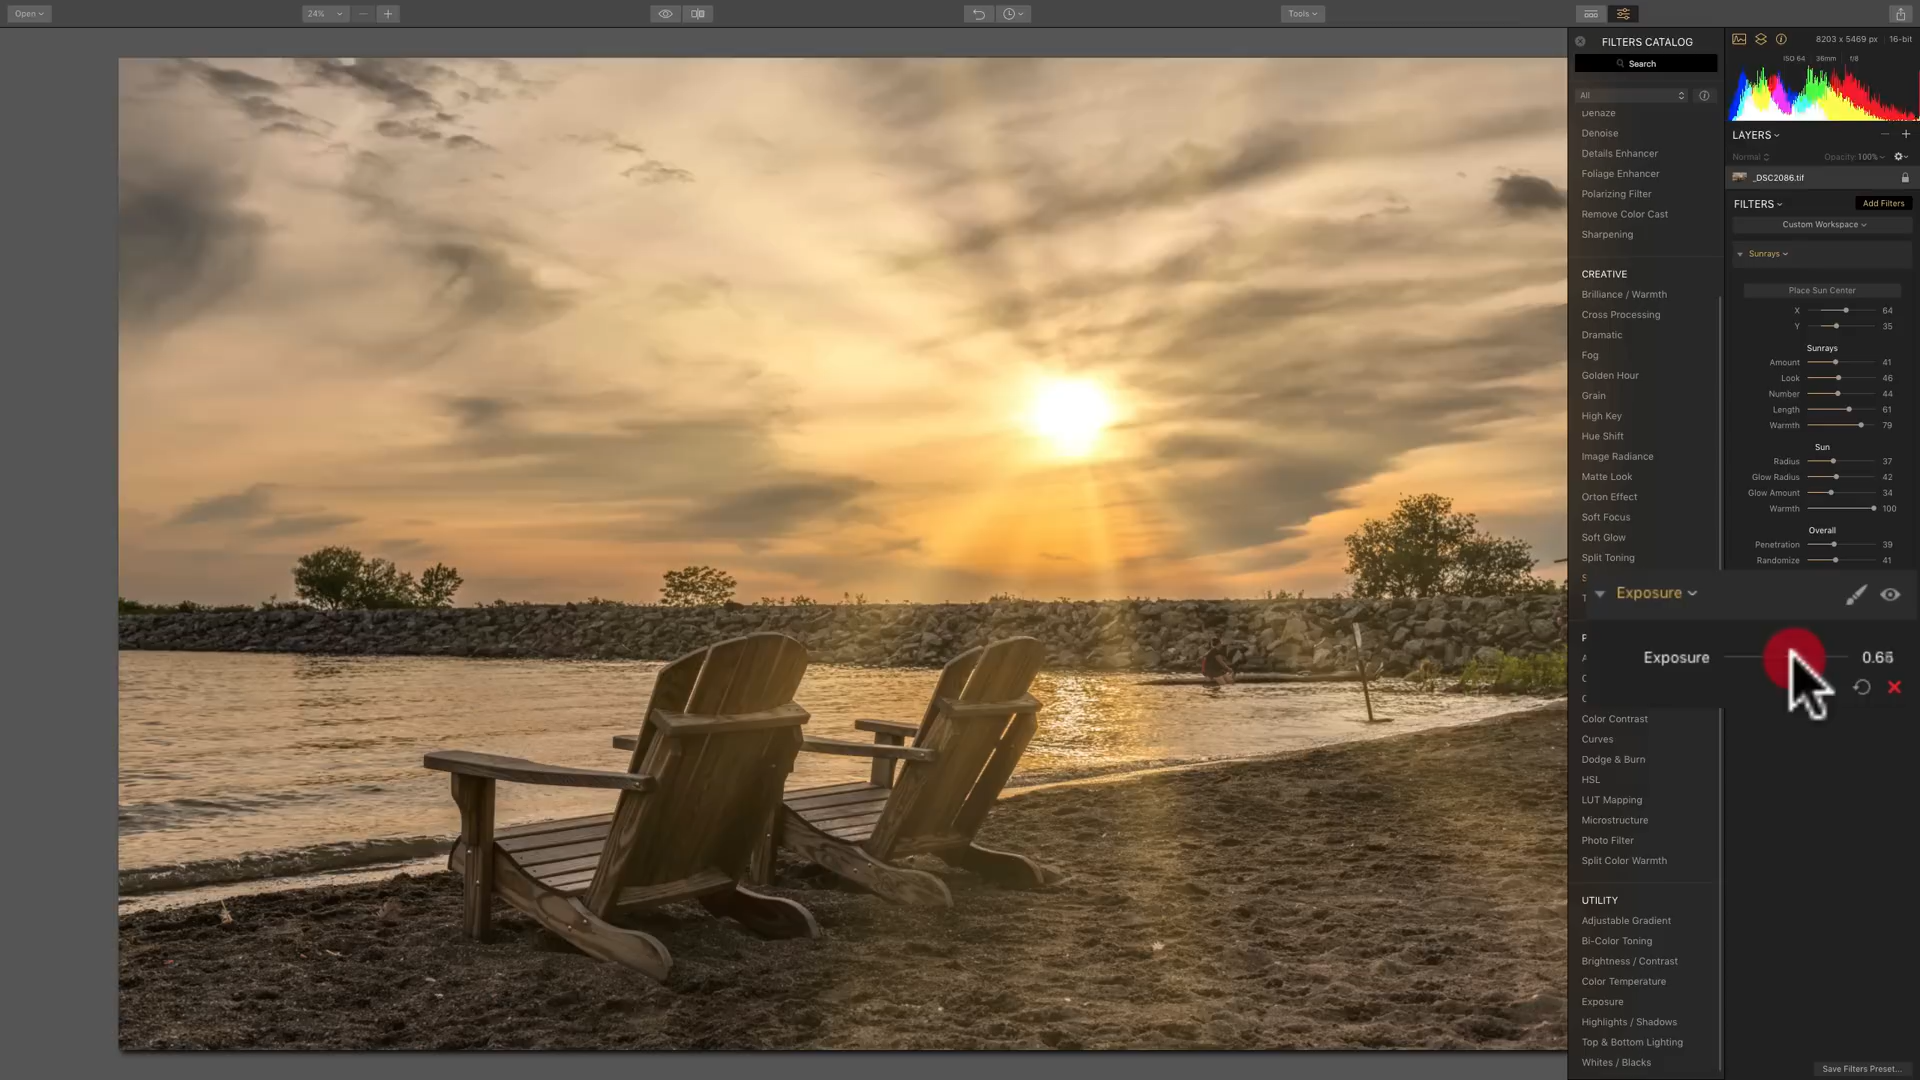 Open
24%
Tools
FILTERS CATALOG
Search
All
Denoise
Details Enhancer
Foliage Enhancer
Polarizing Filter
Remove Color Cast
Sharpening
CREATIVE
Brilliance / Warmth
Cross Processing
Dramatic
Fog
Golden Hour
Grain
High Key
Hue Shift
Image Radiance
Matte Look
Orton Effect
Soft Focus
Soft Glow
Split Toning
Color Contrast
Curves
Dodge & Burn
HSL
LUT Mapping
Microstructure
Photo Filter
Split Color Warmth
UTILITY
Adjustable Gradient
Bi-Color Toning
Brightness / Contrast
Color Temperature
Exposure
Highlights / Shadows
Top & Bottom Lighting
Whites / Blacks
8203 x 5469 px 16-bit
ISO 64 36mm f/8
LAYERS
Normal Opacity: 100%
_DSC2086.tif
FILTERS Add Filters
Custom Workspace
Sunrays
Place Sun Center
X 64
Y 35
Sunrays
Amount 41
Look 46
Number 44
Length 61
Warmth 79
Sun
Radius 37
Glow Radius 42
Glow Amount 34
Warmth 100
Overall
Penetration 39
Randomize 41
Exposure
Exposure
Save Filters Preset...